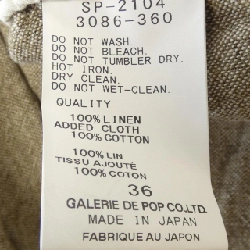 SP-2104
3086-360
DO NOT WASH
DO NOT BLEACH.
DO NOT TUMBLER DRY.
HOT IRON.
DRY CLEAN.
DO NOT WET-CLEAN.
QUALITY
100% LINEN
ADDED CLOTH
100% COTTON
100% LIN
TISSU AJOUTÉ
100% COTON
36
GALERIE DE POP CO.LTD.
MADE IN JAPAN
FABRIQUÉ AU JAPON